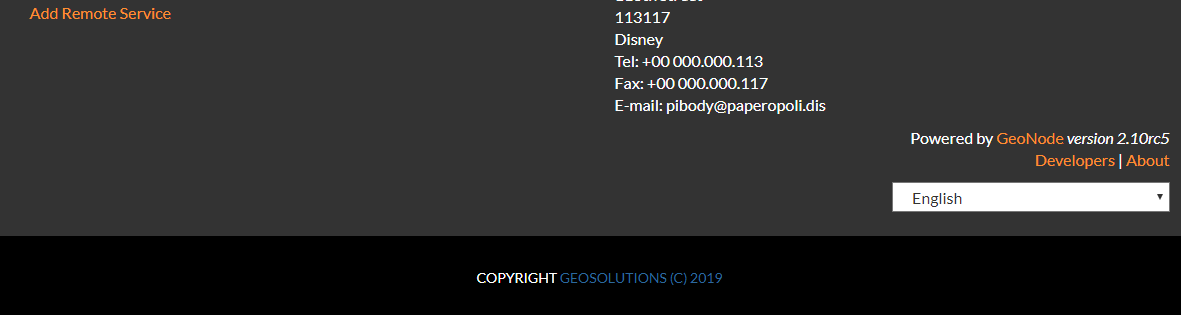 Add Remote Service
113117
Disney
Tel: +00 000.000.113
Fax: +00 000.000.117
E-mail: pibody@paperopoli.dis
Powered by GeoNode version 2.10rc5
Developers | About
English
COPYRIGHT GEOSOLUTIONS (C) 2019